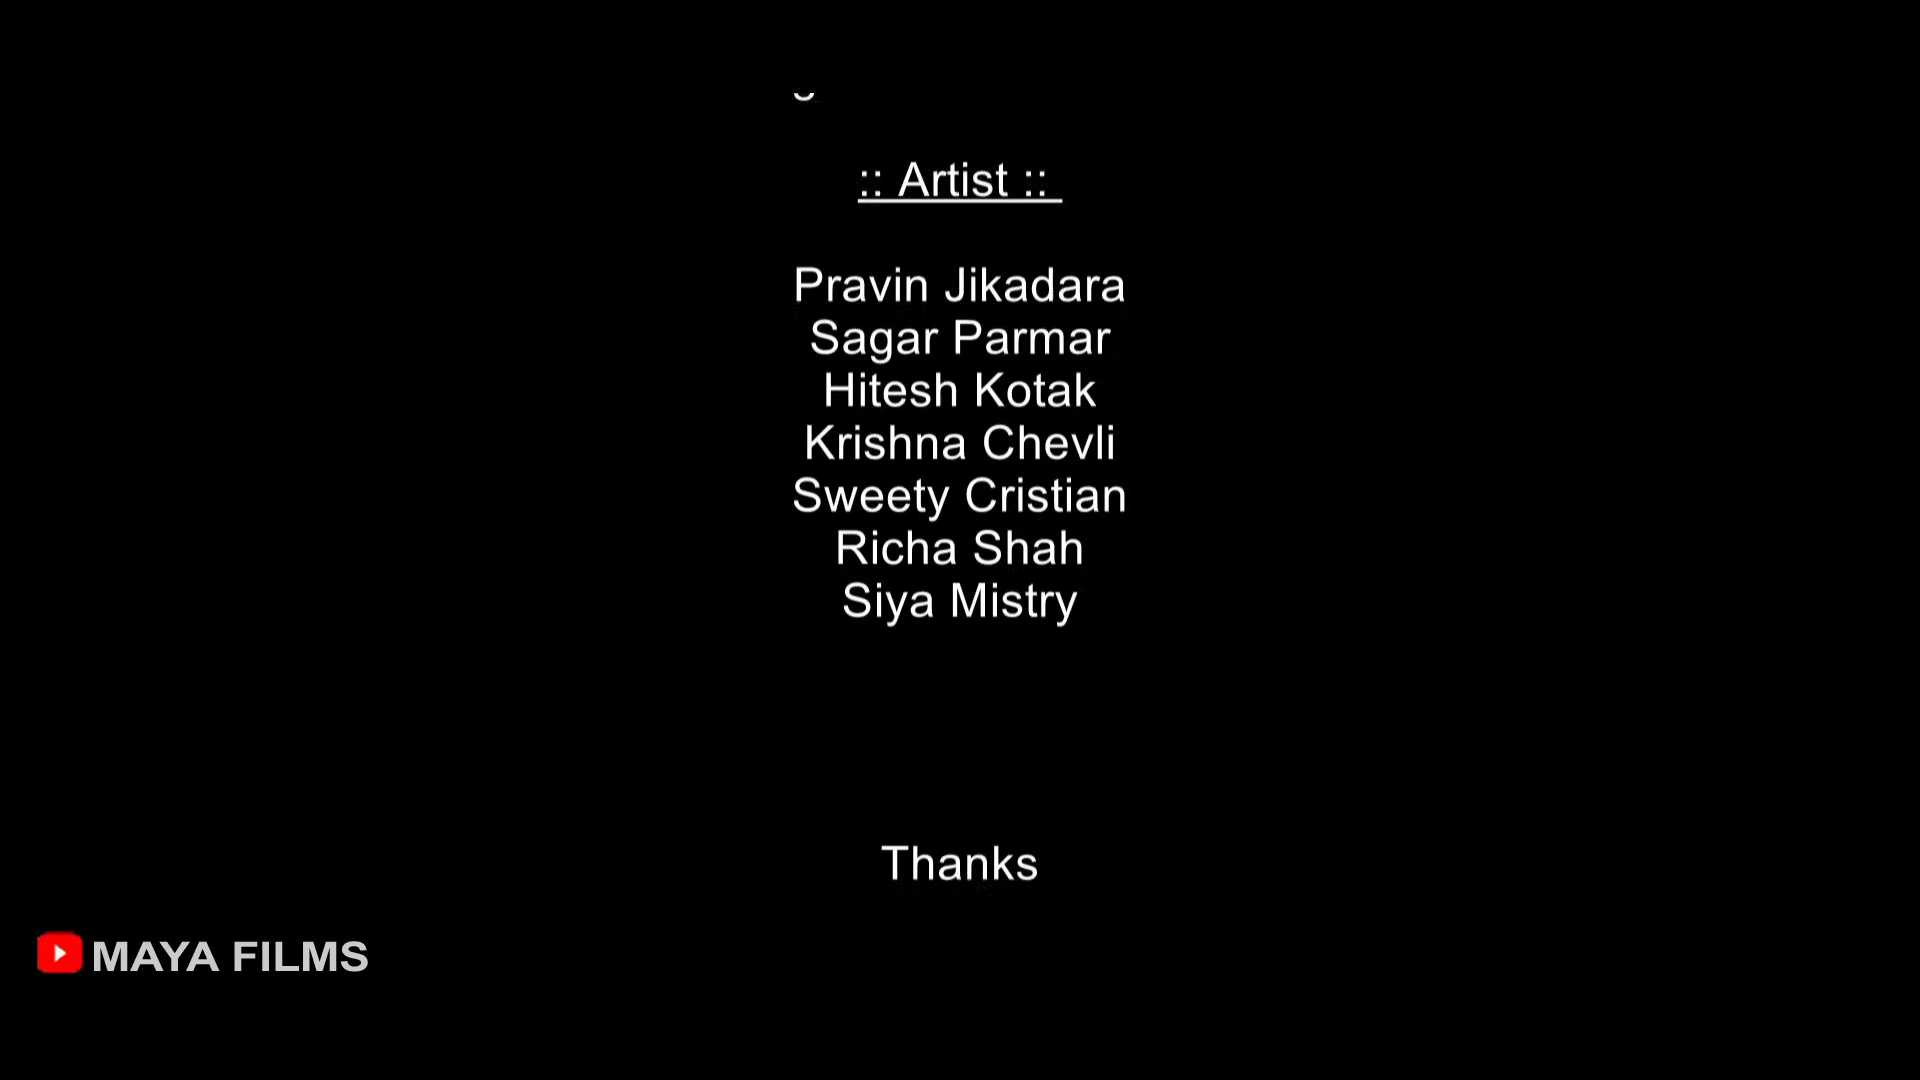 :: Artist ::
Pravin Jikadara
Sagar Parmar
Hitesh Kotak
Krishna Chevli
Sweety Cristian
Richa Shah
Siya Mistry
Thanks
MAYA FILMS